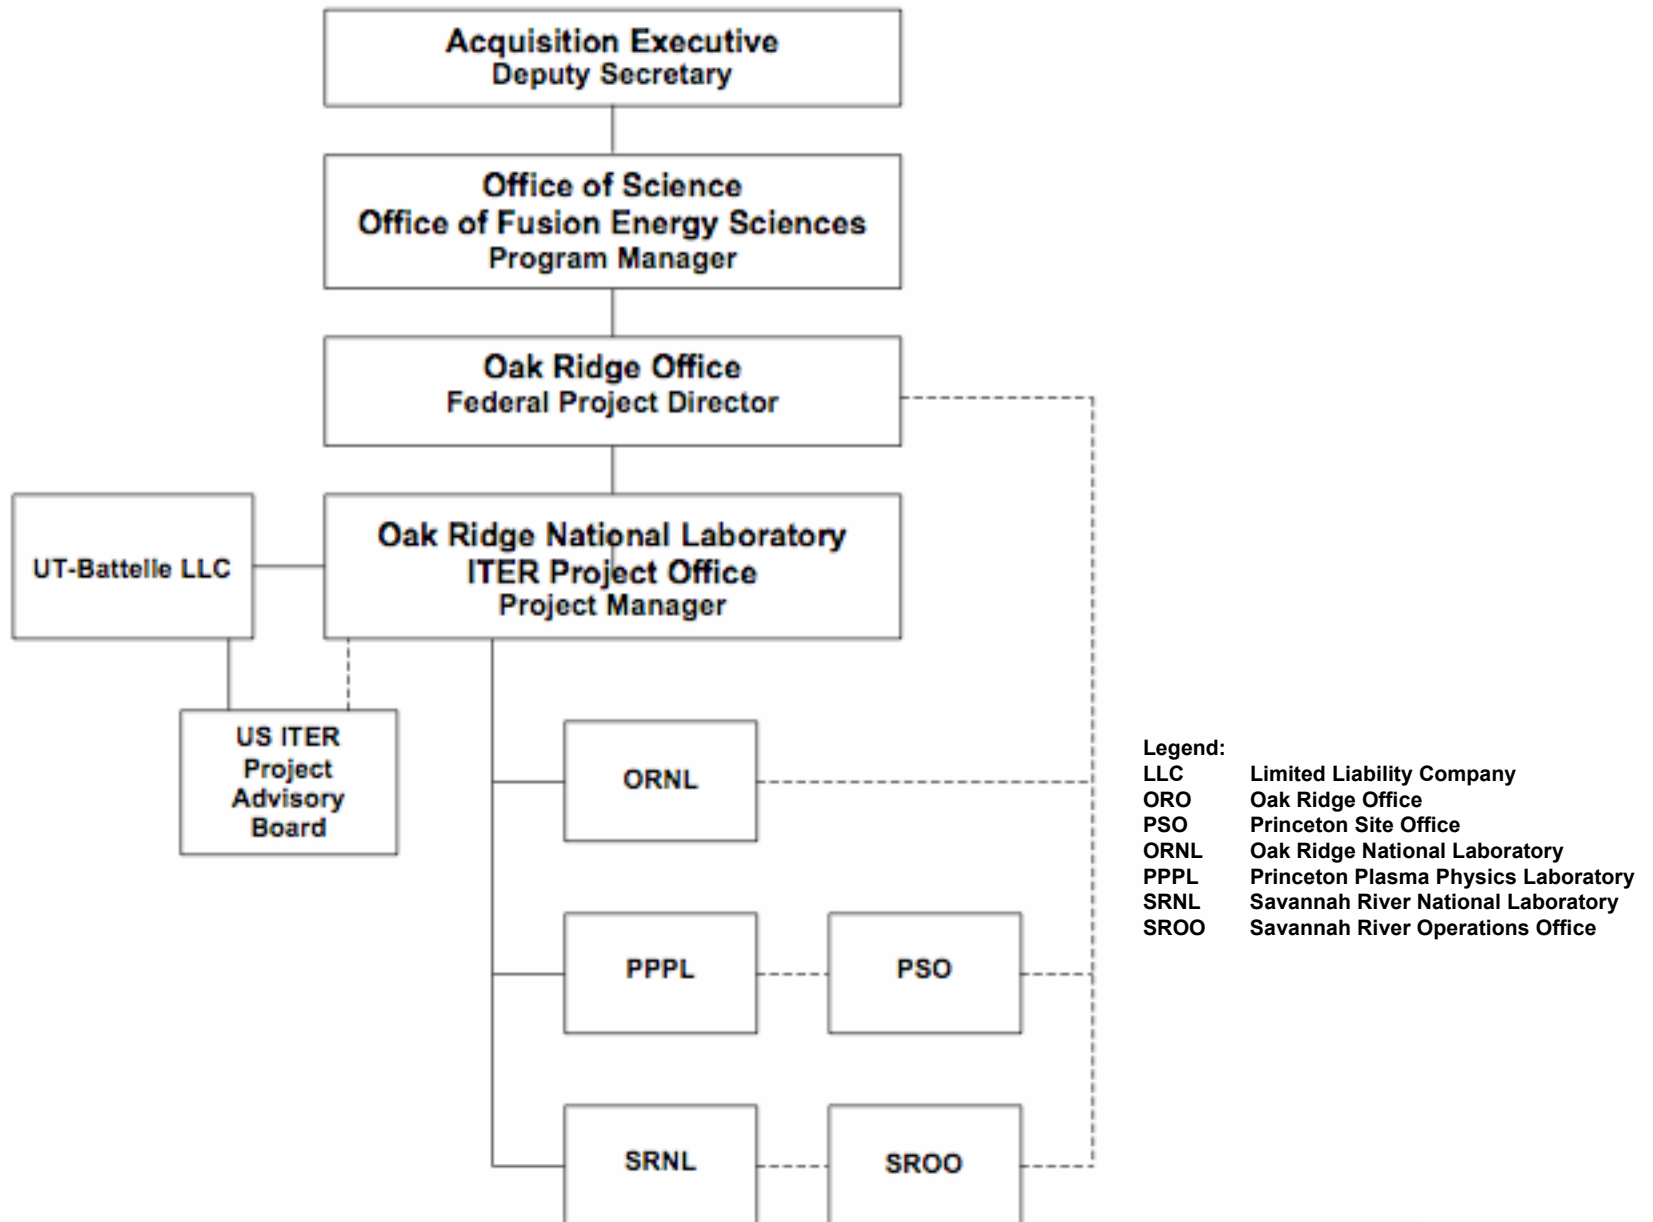 Acquisition Executive
Deputy Secretary
Office of Science
Office of Fusion Energy Sciences
Program Manager
Oak Ridge Office
Federal Project Director
UT-Battelle LLC
Oak Ridge National Laboratory
ITER Project Office
Project Manager
US ITER
Project
Advisory
Board
ORNL
PPPL
PSO
SRNL
SROO
Legend:
LLC Limited Liability Company
ORO Oak Ridge Office
PSO Princeton Site Office
ORNL Oak Ridge National Laboratory
PPPL Princeton Plasma Physics Laboratory
SRNL Savannah River National Laboratory
SROO Savannah River Operations Office